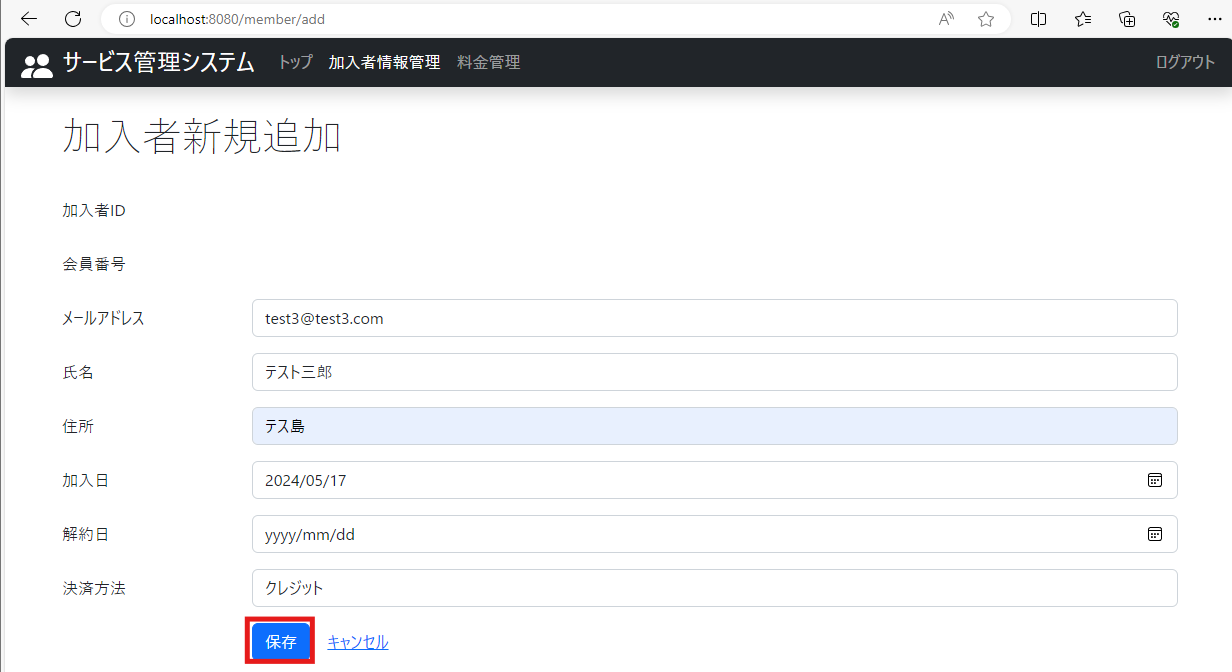 localhost:8080/member/add
サービス管理システム トップ 加入者情報管理 料金管理 ログアウト
加入者新規追加
加入者ID
会員番号
メールアドレス test3@test3.com
氏名 テスト三郎
住所 テス島
加入日 2024/05/17
解約日 yyyy/mm/dd
決済方法 クレジット
保存 キャンセル